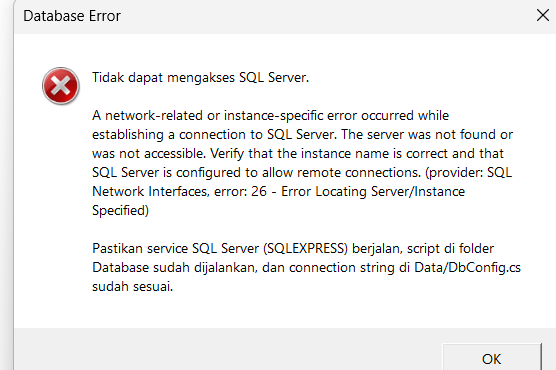 Database Error
Tidak dapat mengakses SQL Server.
A network-related or instance-specific error occurred while
establishing a connection to SQL Server. The server was not found or
was not accessible. Verify that the instance name is correct and that
SQL Server is configured to allow remote connections. (provider: SQL
Network Interfaces, error: 26 - Error Locating Server/Instance
Specified)
Pastikan service SQL Server (SQLEXPRESS) berjalan, script di folder
Database sudah dijalankan, dan connection string di Data/DbConfig.cs
sudah sesuai.
OK